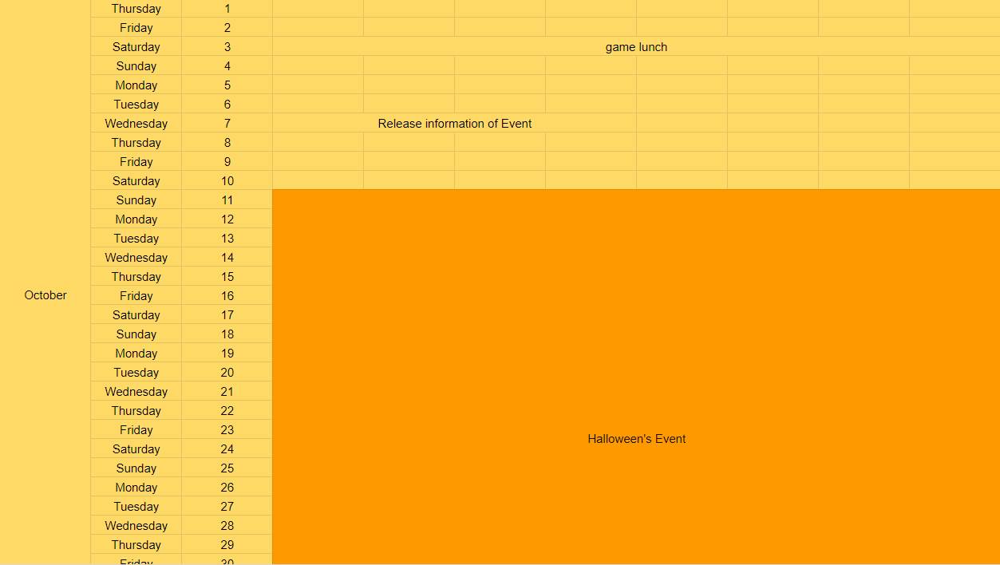 Thursday 1
Friday 2
Saturday 3 game lunch
Sunday 4
Monday 5
Tuesday 6
Wednesday 7 Release information of Event
Thursday 8
Friday 9
Saturday 10
Sunday 11
Monday 12
Tuesday 13
Wednesday 14
Thursday 15
October Friday 16
Saturday 17
Sunday 18
Monday 19
Tuesday 20
Wednesday 21
Thursday 22
Friday 23
Halloween's Event
Saturday 24
Sunday 25
Monday 26
Tuesday 27
Wednesday 28
Thursday 29
Friday 30